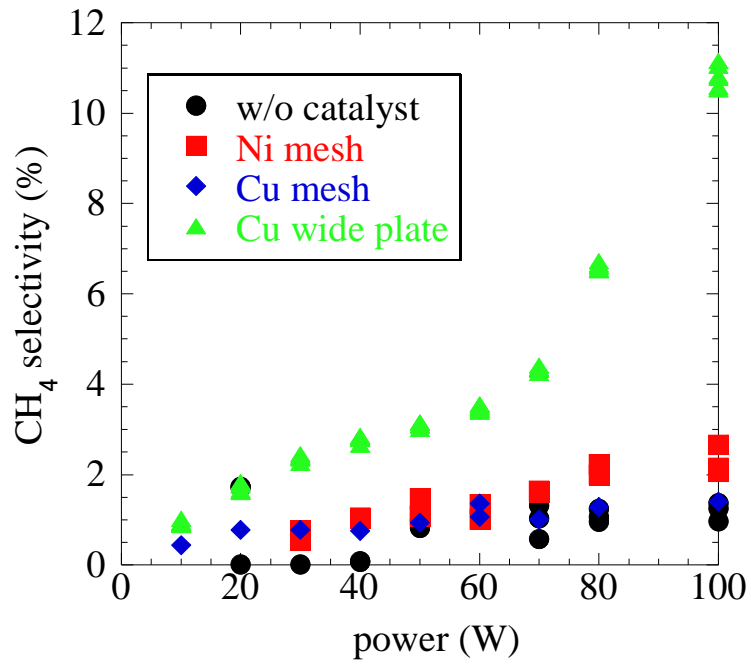 12
10
8
6
4
2
0
CH4 selectivity (%)
w/o catalyst
Ni mesh
Cu mesh
Cu wide plate
0 20 40 60 80 100
power (W)